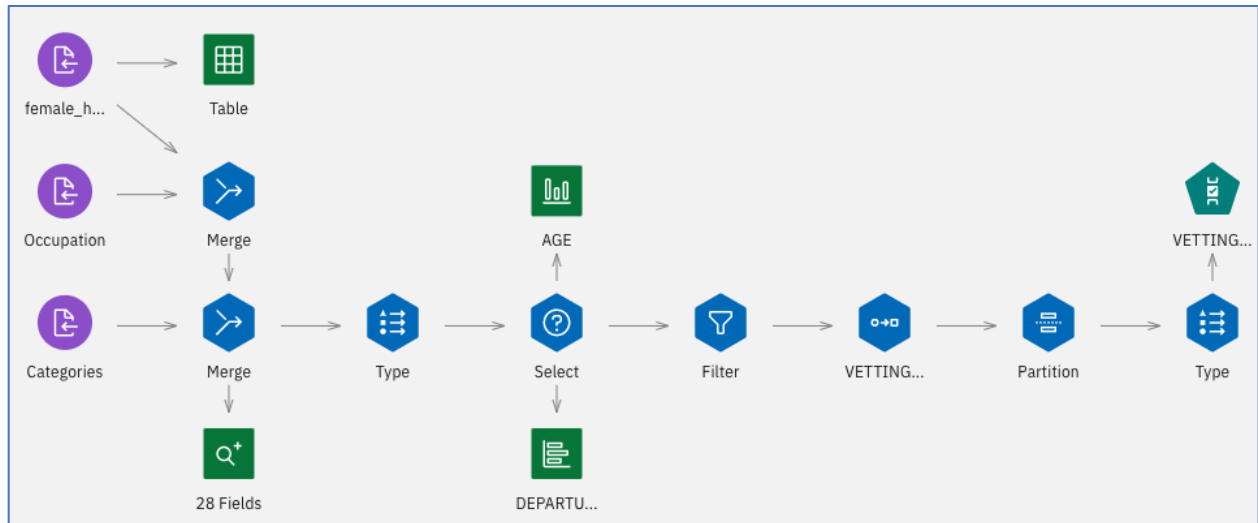 female_h...
Table
Occupation
Merge
AGE
VETTING...
Categories
Merge
Type
Select
Filter
VETTING...
Partition
Type
28 Fields
DEPARTU...